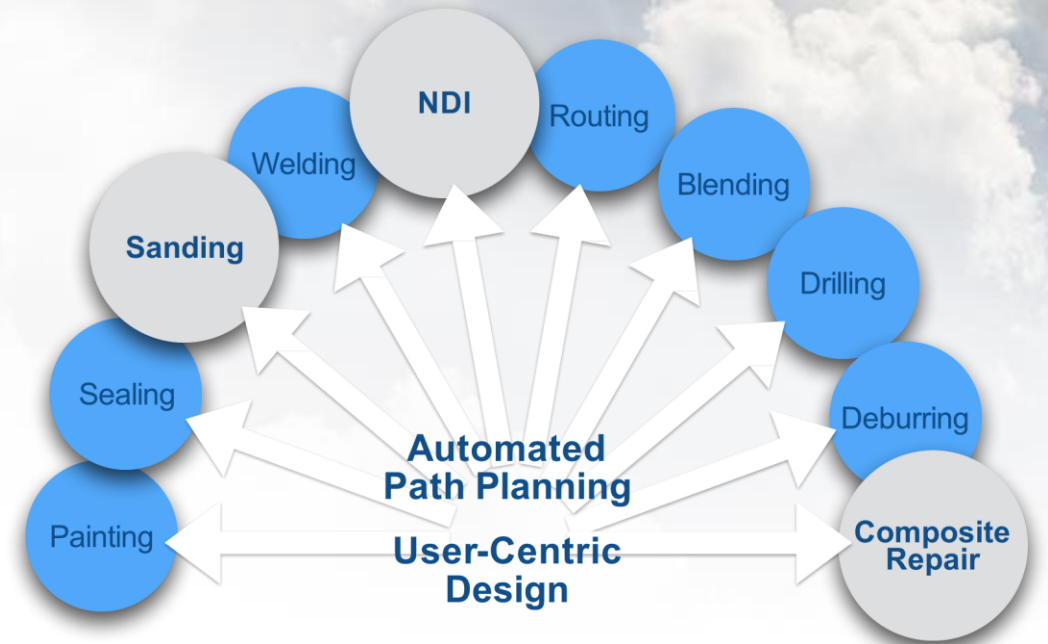 NDI
Routing
Welding
Blending
Sanding
Drilling
Sealing
Deburring
Automated
Path Planning
Painting
User-Centric
Design
Composite
Repair